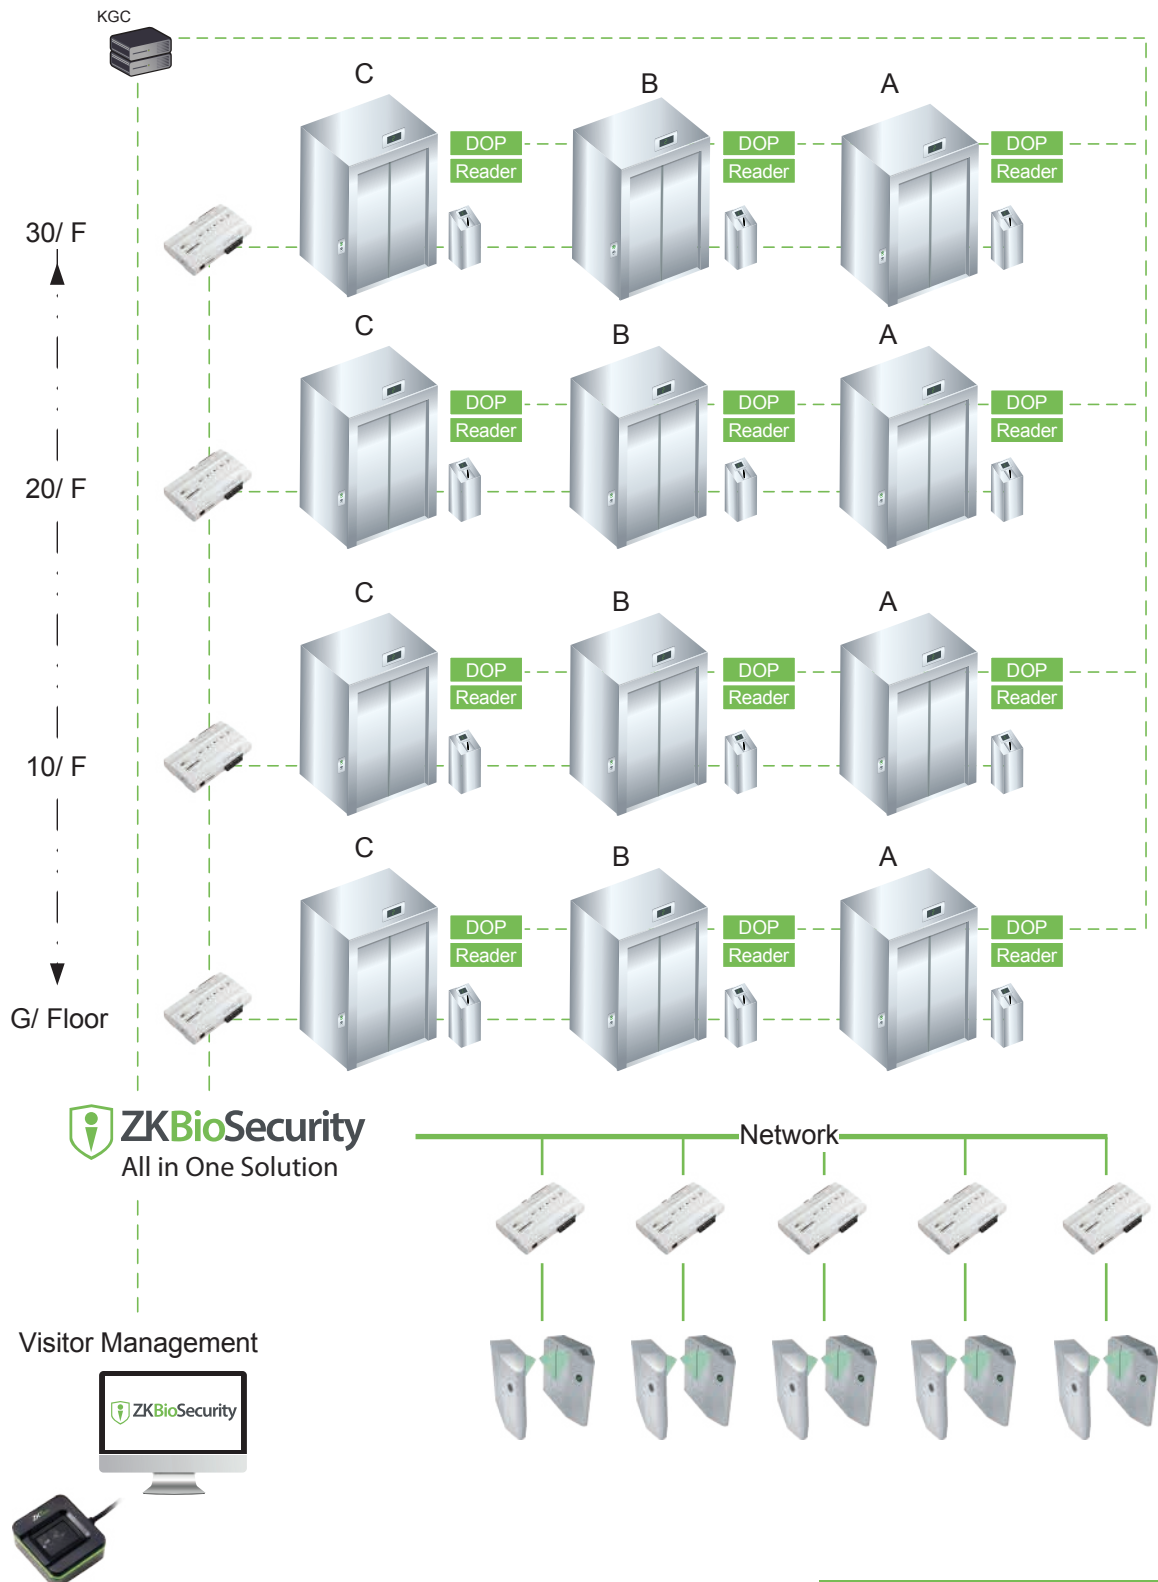 KGC
C
B
A
DOP
DOP
DOP
Reader
Reader
Reader
30/ F
C
B
A
DOP
DOP
DOP
Reader
Reader
Reader
20/ F
C
B
A
DOP
DOP
DOP
Reader
Reader
Reader
10/ F
C
B
A
DOP
DOP
DOP
Reader
Reader
Reader
G/ Floor
ZKBioSecurity
All in One Solution
Network
Visitor Management
ZKBioSecurity